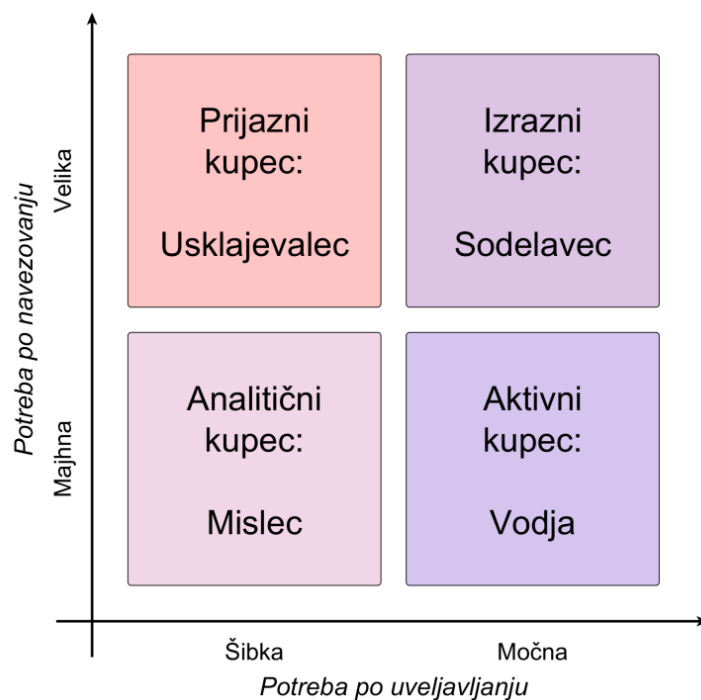 Potreba po navezovanju
Velika
Majhna
Prijazni
kupec:
Usklajevalec
Izrazni
kupec:
Sodelavec
Analitični
kupec:
Mislec
Aktivni
kupec:
Vodja
Šibka
Močna
Potreba po uveljavljanju